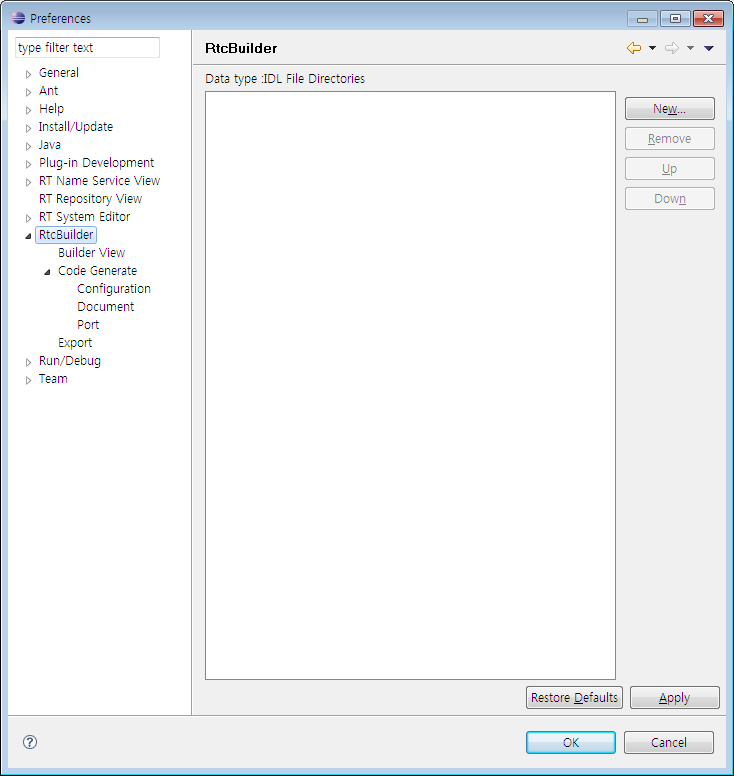 Preferences
type filter text
General
Ant
Help
Install/Update
Java
Plug-in Development
RT Name Service View
RT Repository View
RT System Editor
RtcBuilder
Builder View
Code Generate
Configuration
Document
Port
Export
Run/Debug
Team
RtcBuilder
Data type :IDL File Directories
New...
Remove
Up
Down
Restore Defaults
Apply
?
OK
Cancel